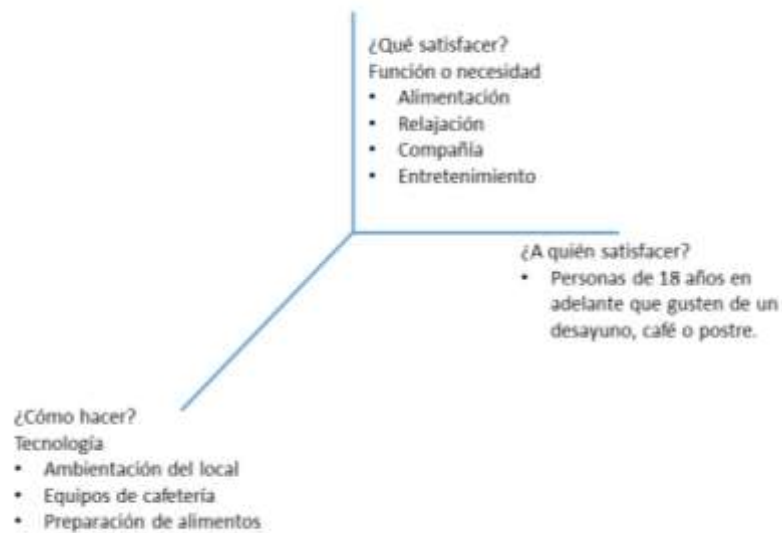 ¿Qué satisfacer?
Función o necesidad
• Alimentación
• Relajación
• Compañia
• Entretenimiento
¿A quién satisfacer?
• Personas de 18 años en
adelante que gusten de un
desayuno, café o postre.
¿Cómo hacer?
Tecnología
• Ambientación del local
• Equipos de cafetería
• Preparación de alimentos